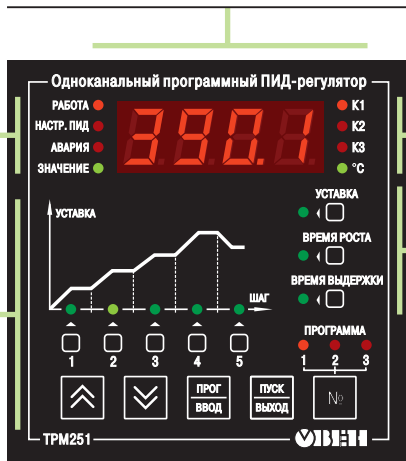 Одноканальный программный ПИД-регулятор
РАБОТА
НАСТР. ПИД
АВАРИЯ
ЗНАЧЕНИЕ
390.1
К1
К2
К3
°C
УСТАВКА
УСТАВКА
ВРЕМЯ РОСТА
ВРЕМЯ ВЫДЕРЖКИ
ШАГ
1 2 3 4 5
ПРОГРАММА
1 2 3
ПРОГ
ВВОД
ПУСК
ВЫХОД
№
ТРМ251
ОВЕН